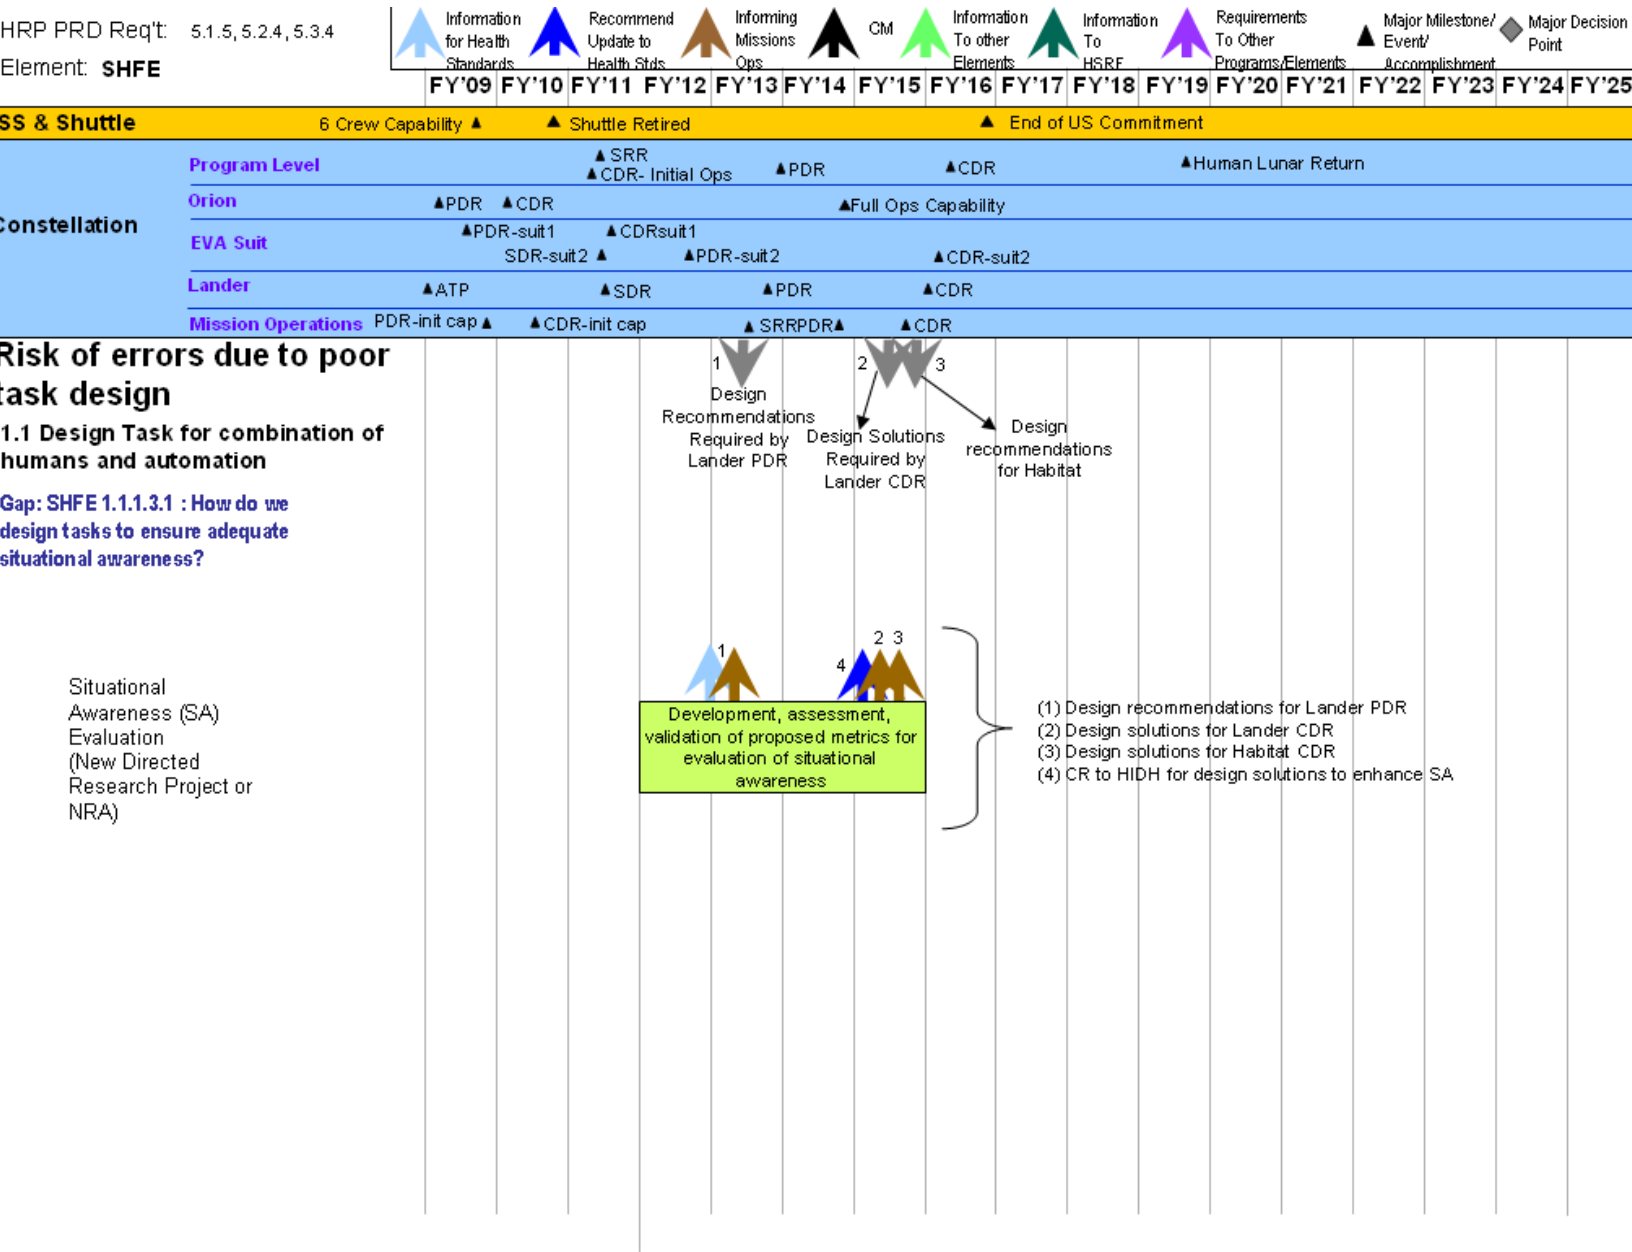 HRP PRD Req't: 5.1.5, 5.2.4, 5.3.4
Element: SHFE
Information
for Health
Standards
Recommend
Update to
Health Stds
Informing
Missions
Ops
CM
Information
To other
Elements
Information
To
HSRF
Requirements
To Other
Programs/Elements
Major Milestone/
Event/
Accomplishment
Major Decision
Point
FY'09 FY'10 FY'11 FY'12 FY'13 FY'14 FY'15 FY'16 FY'17 FY'18 FY'19 FY'20 FY'21 FY'22 FY'23 FY'24 FY'25
SS & Shuttle 6 Crew Capability Shuttle Retired End of US Commitment
Constellation
Program Level SRR
CDR- Initial Ops PDR CDR Human Lunar Return
Orion PDR CDR Full Ops Capability
EVA Suit PDR-suit1 CDRsuit1
SDR-suit2 PDR-suit2 CDR-suit2
Lander ATP SDR PDR CDR
Mission Operations PDR-init cap CDR-init cap SRR PDR CDR
Risk of errors due to poor
task design
1.1 Design Task for combination of
humans and automation
Gap: SHFE 1.1.1.3.1 : How do we
design tasks to ensure adequate
situational awareness?
1
Design
Recommendations
Required by
Lander PDR
2
Design Solutions
Required by
Lander CDR
3
Design
recommendations
for Habitat
Situational
Awareness (SA)
Evaluation
(New Directed
Research Project or
NRA)
1
4
2 3
Development, assessment,
validation of proposed metrics for
evaluation of situational
awareness
(1) Design recommendations for Lander PDR
(2) Design solutions for Lander CDR
(3) Design solutions for Habitat CDR
(4) CR to HIDH for design solutions to enhance SA